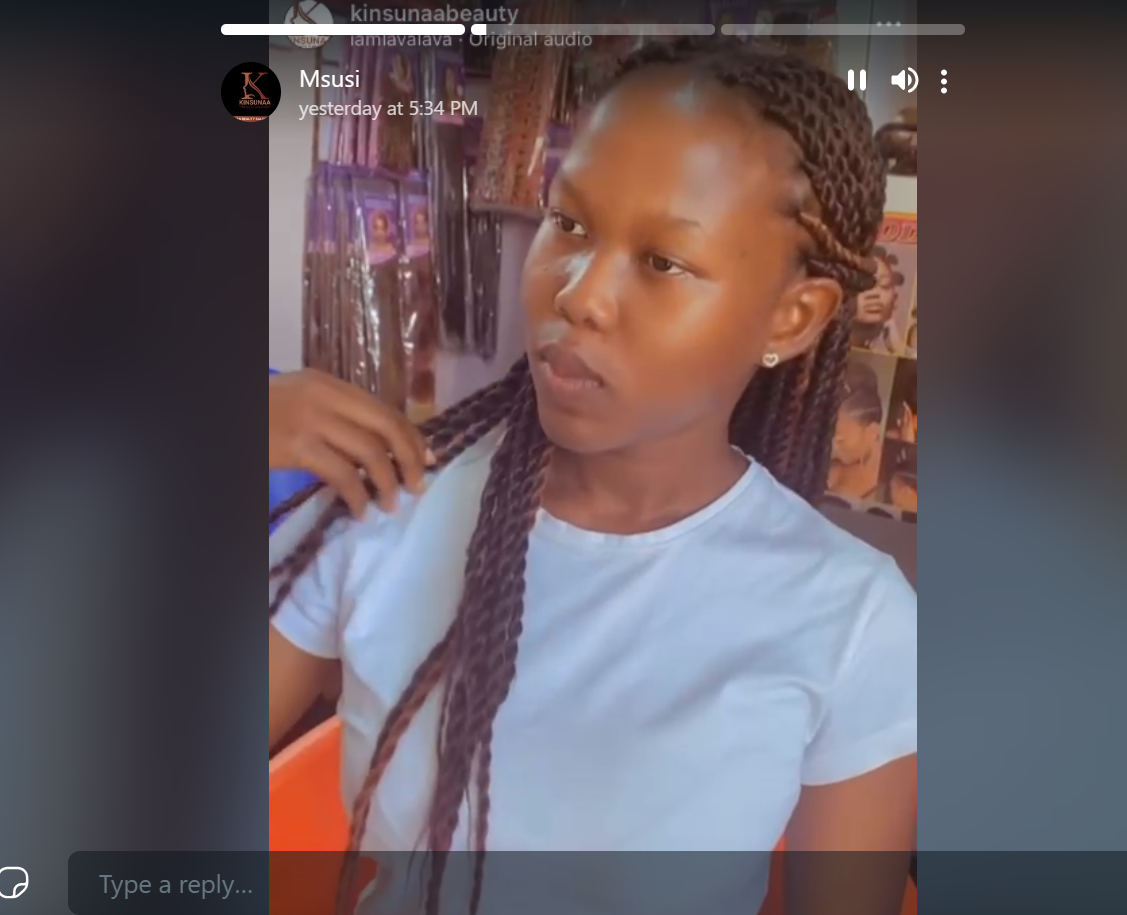 kinsunaabeauty
iamlavalava · Original audio
Msusi
yesterday at 5:34 PM
K
KINSUNAA
Type a reply...